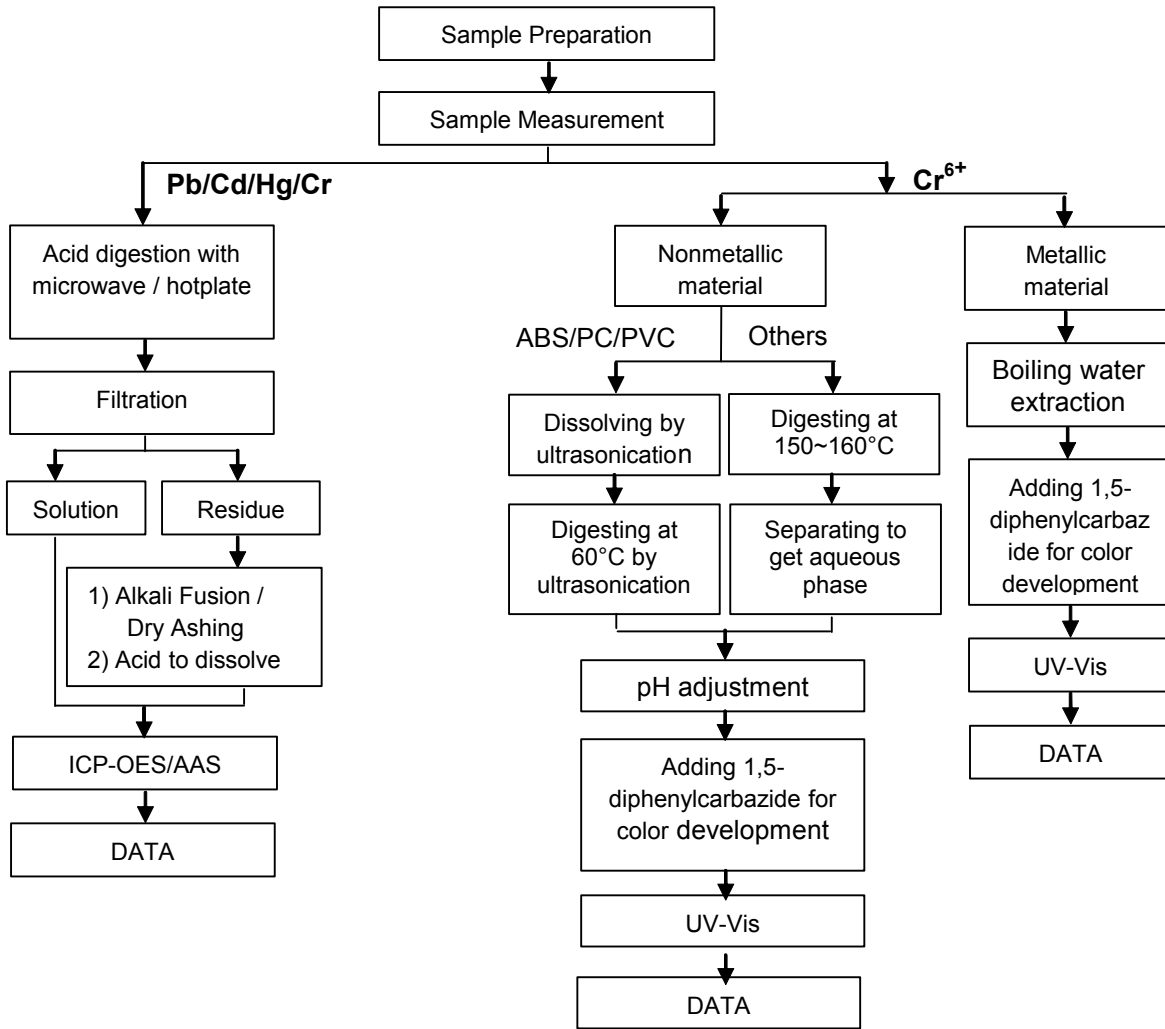 Sample Preparation
Sample Measurement
Pb/Cd/Hg/Cr
Cr⁶⁺
Acid digestion with
microwave / hotplate
Filtration
Solution
Residue
1) Alkali Fusion /
Dry Ashing
2) Acid to dissolve
ICP-OES/AAS
DATA
Nonmetallic
material
ABS/PC/PVC
Others
Dissolving by
ultrasonication
Digesting at
60°C by
ultrasonication
Digesting at
150~160°C
Separating to
get aqueous
phase
pH adjustment
Adding 1,5-
diphenylcarbazide for
color development
UV-Vis
DATA
Metallic
material
Boiling water
extraction
Adding 1,5-
diphenylcarbaz
ide for color
development
UV-Vis
DATA